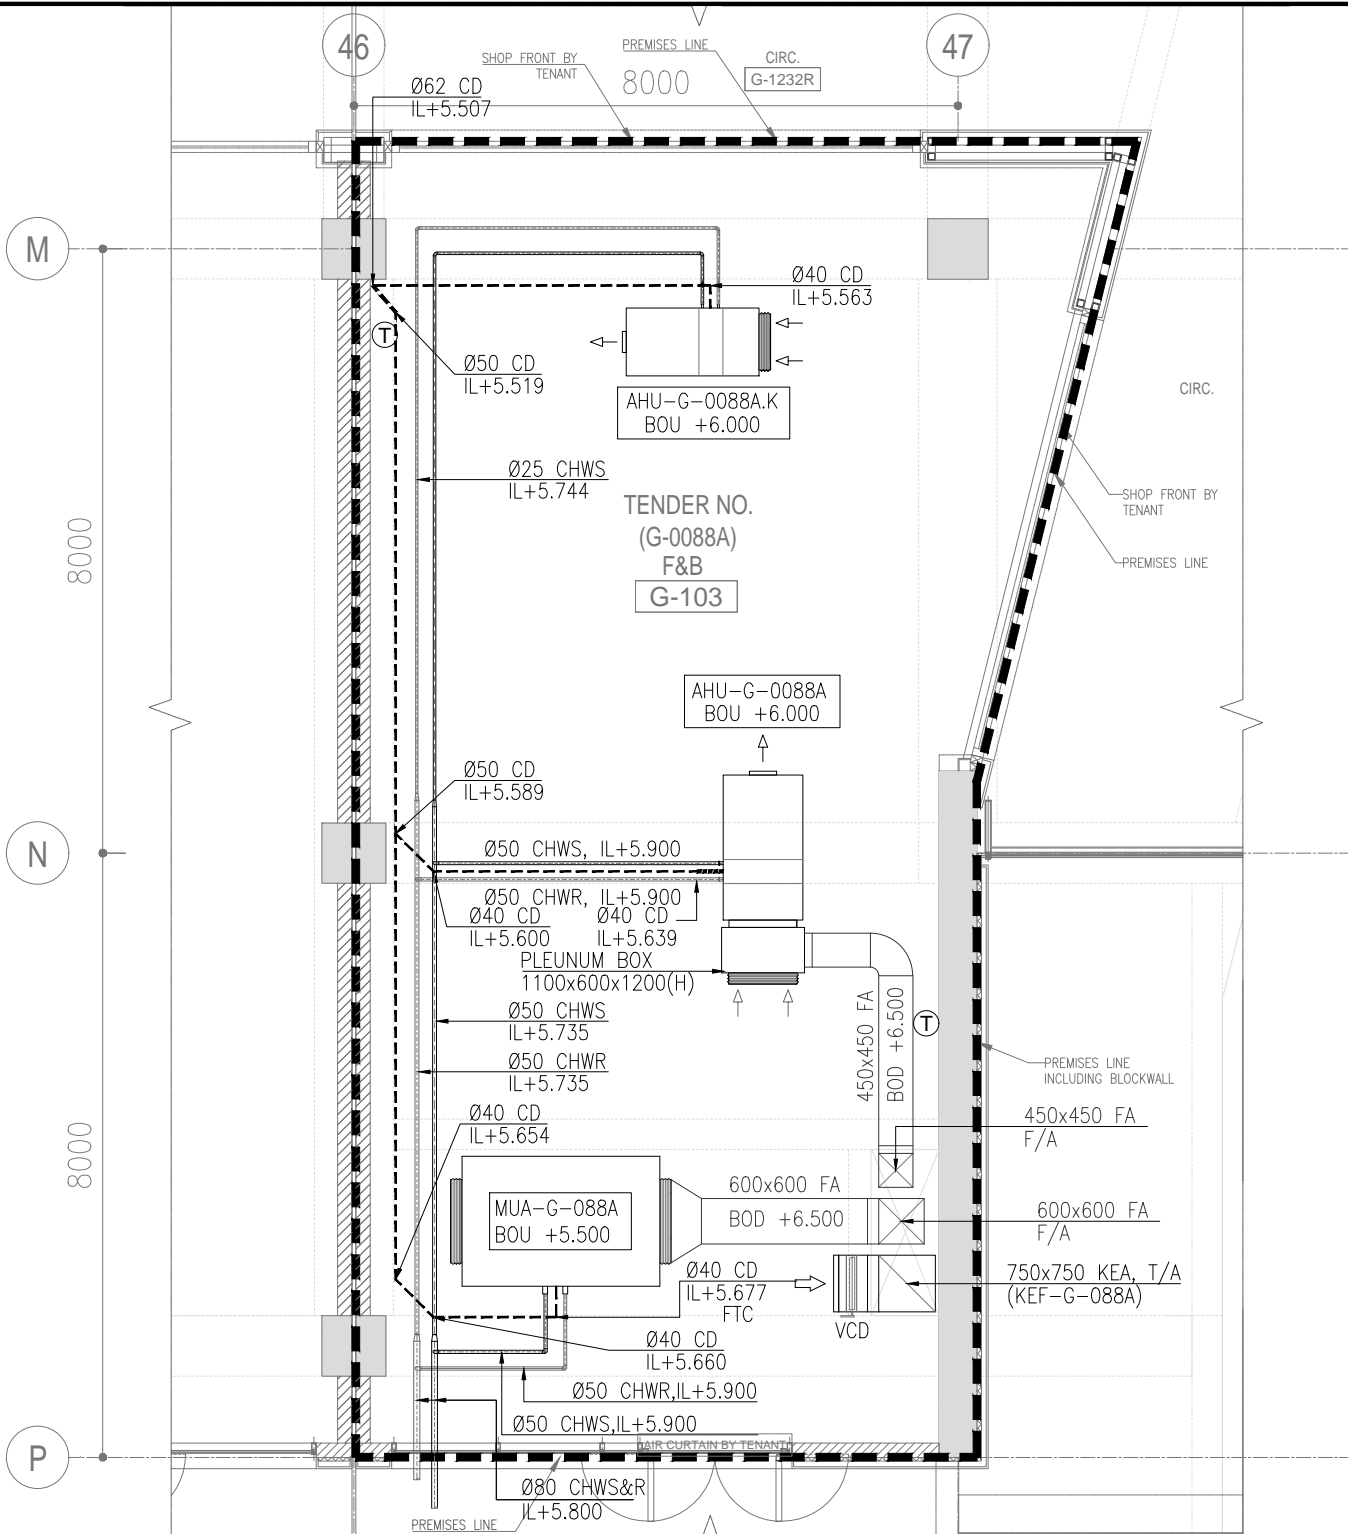 46
47
SHOP FRONT BY
TENANT
PREMISES LINE
8000
CIRC.
G-1232R
Ø62 CD
IL+5.507
M
Ø40 CD
IL+5.563
T
Ø50 CD
IL+5.519
AHU-G-0088A.K
BOU +6.000
CIRC.
Ø25 CHWS
IL+5.744
TENDER NO.
(G-0088A)
F&B
G-103
SHOP FRONT BY
TENANT
PREMISES LINE
8000
AHU-G-0088A
BOU +6.000
Ø50 CD
IL+5.589
N
Ø50 CHWS, IL+5.900
Ø50 CHWR, IL+5.900
Ø40 CD
IL+5.600
Ø40 CD
IL+5.639
PLEUNUM BOX
1100x600x1200(H)
450x450 FA
BOD +6.500
T
Ø50 CHWS
IL+5.735
Ø50 CHWR
IL+5.735
PREMISES LINE
INCLUDING BLOCKWALL
Ø40 CD
IL+5.654
450x450 FA
F/A
8000
600x600 FA
BOD +6.500
MUA-G-088A
BOU +5.500
600x600 FA
F/A
Ø40 CD
IL+5.677
FTC
750x750 KEA, T/A
(KEF-G-088A)
VCD
Ø40 CD
IL+5.660
Ø50 CHWR,IL+5.900
Ø50 CHWS,IL+5.900
AIR CURTAIN BY TENANT
P
Ø80 CHWS&R
IL+5.800
PREMISES LINE